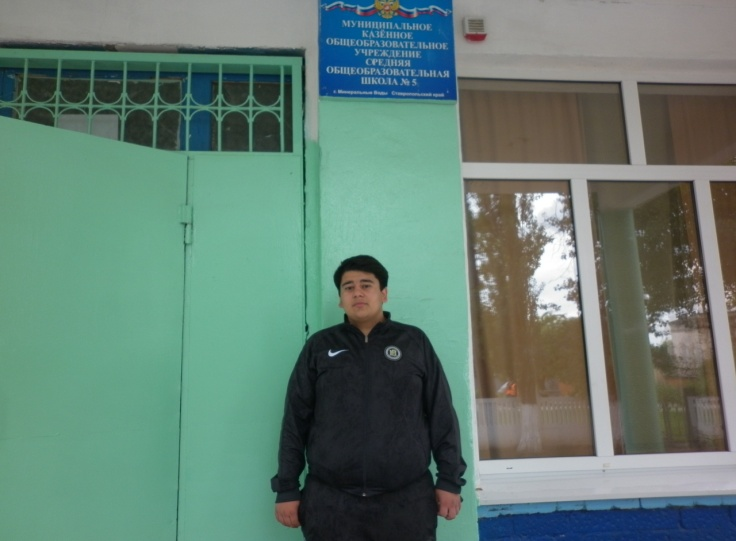 МУНИЦИПАЛЬНОЕ
КАЗЁННОЕ
ОБЩЕОБРАЗОВАТЕЛЬНОЕ
УЧРЕЖДЕНИЕ
СРЕДНЯЯ
ОБЩЕОБРАЗОВАТЕЛЬНАЯ
ШКОЛА № 5
г. Минеральные Воды Ставропольский край